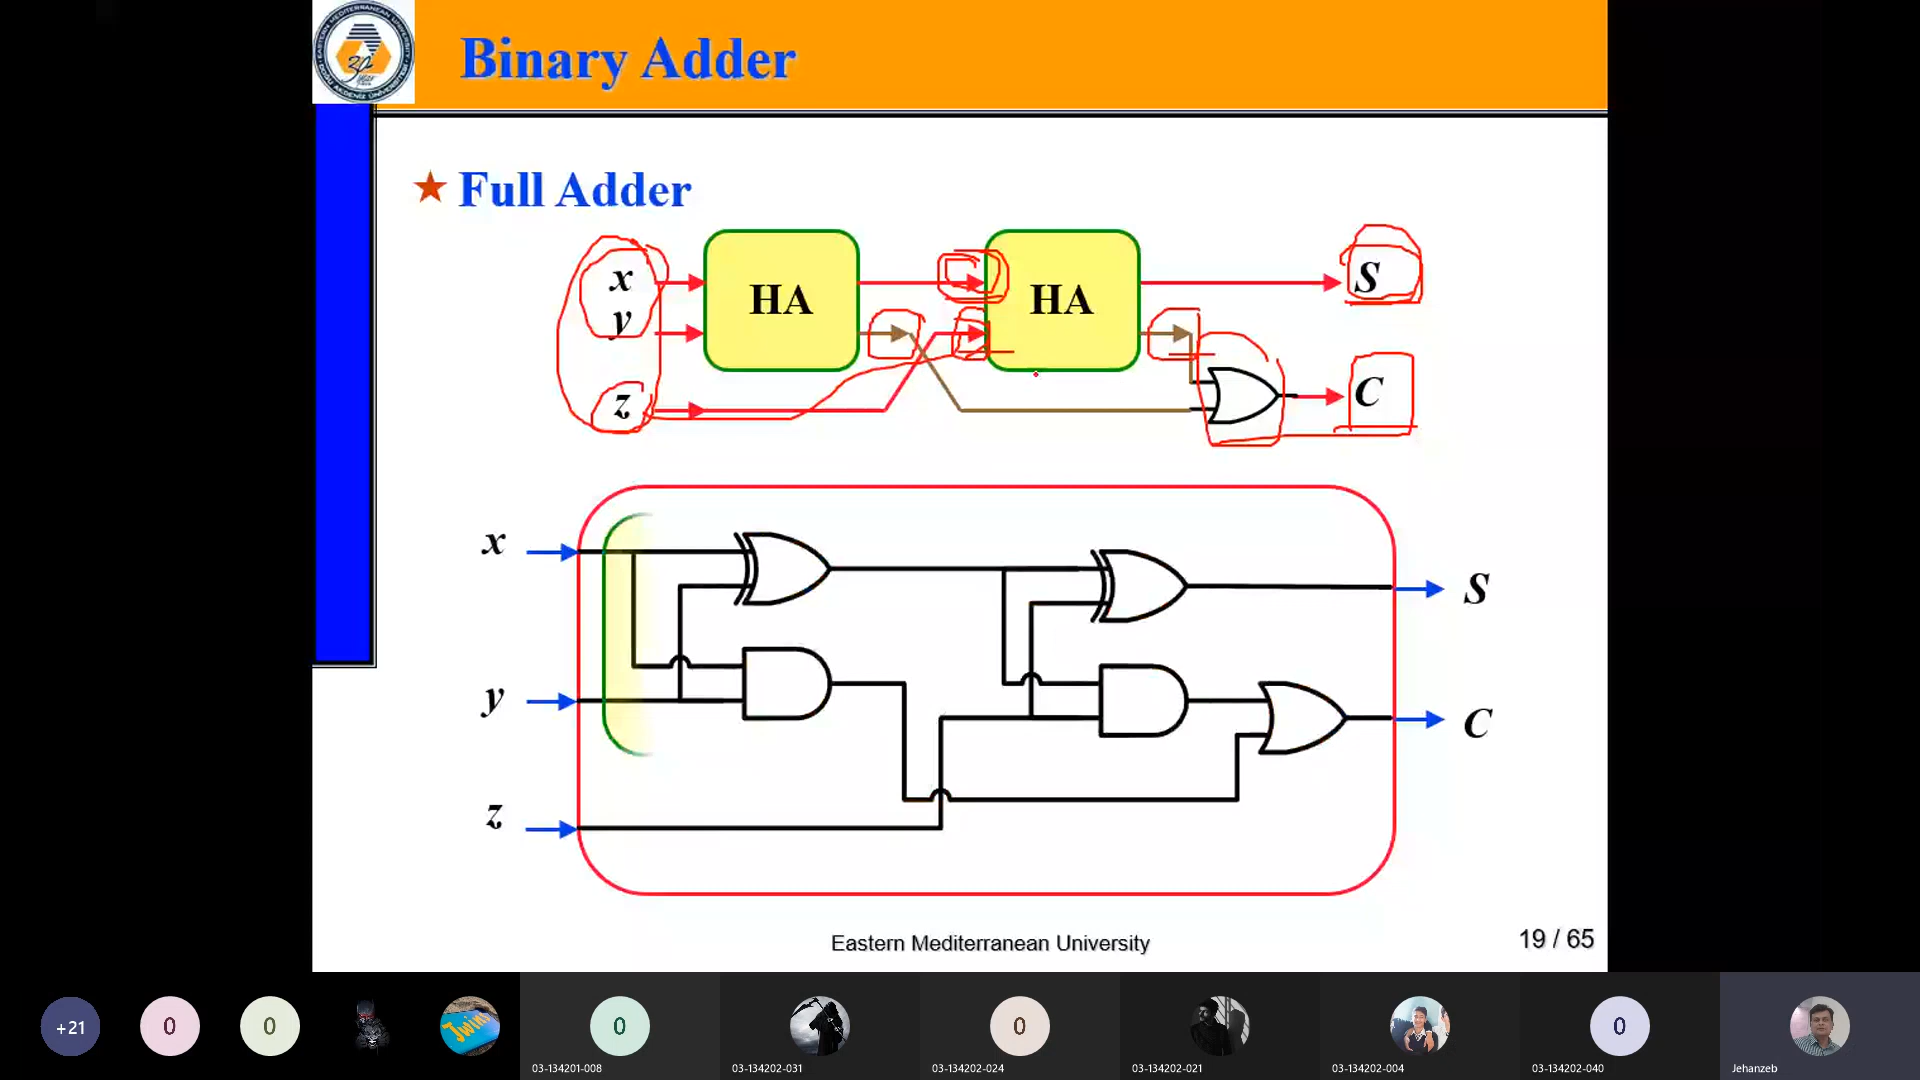 Binary Adder
Full Adder
x
y
z
HA
HA
S
C
x
y
z
S
C
Eastern Mediterranean University
19 / 65
+21
0
0
Twins
0
0
0
03-134201-008
03-134202-031
03-134202-024
03-134202-021
03-134202-004
03-134202-040
Jehanzeb